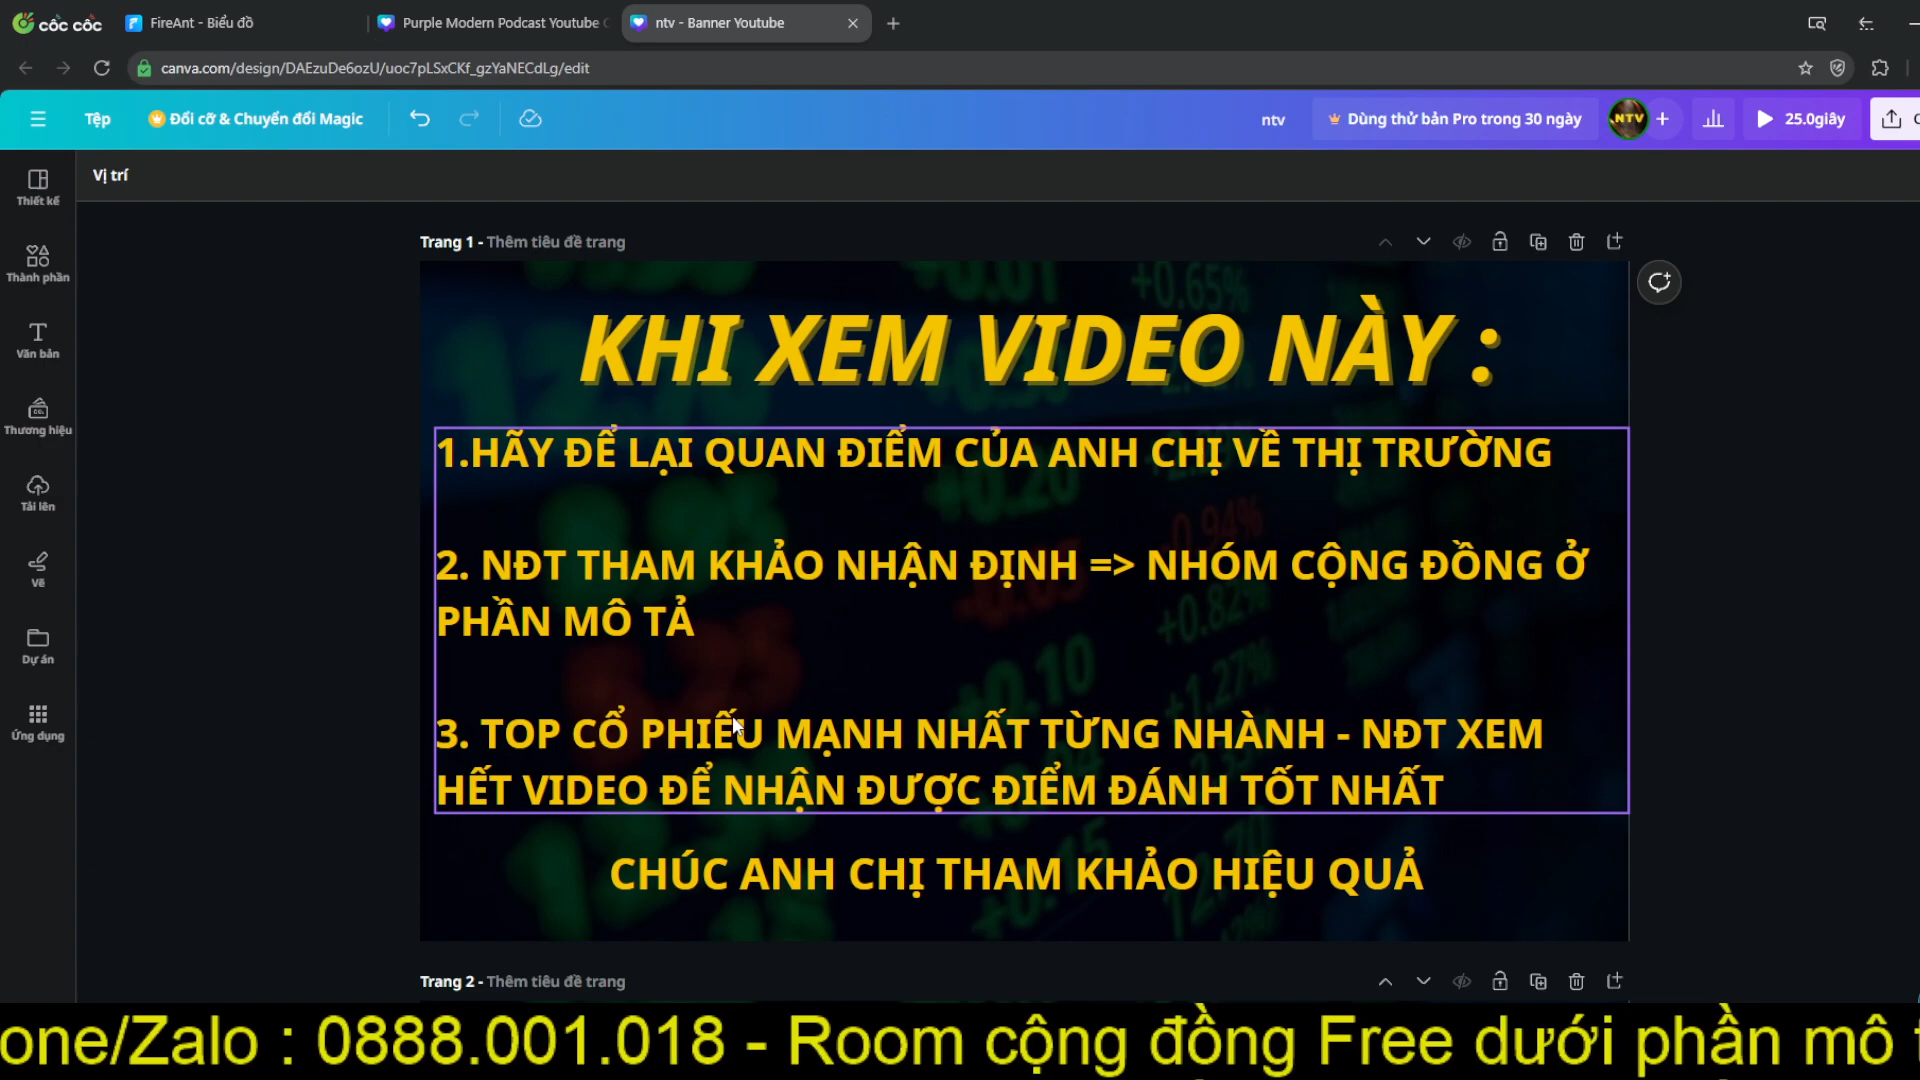 cốc cốc
FireAnt - Biểu đồ
Purple Modern Podcast Youtube
ntv - Banner Youtube
canva.com/design/DAEzuDe6ozU/uoc7pLSxCKf_gzYaNECdLg/edit
Tệp
Đổi cỡ & Chuyển đổi Magic
ntv
Dùng thử bản Pro trong 30 ngày
NTV
25.0giây
Vị trí
Thiết kế
Thành phần
Văn bản
Thương hiệu
Tải lên
Vẽ
Dự án
Ứng dụng
Trang 1 - Thêm tiêu đề trang
KHI XEM VIDEO NÀY :
1.HÃY ĐỂ LẠI QUAN ĐIỂM CỦA ANH CHỊ VỀ THỊ TRƯỜNG
2. NĐT THAM KHẢO NHẬN ĐỊNH => NHÓM CỘNG ĐỒNG Ở
PHẦN MÔ TẢ
3. TOP CỔ PHIẾU MẠNH NHẤT TỪNG NHÀNH - NĐT XEM
HẾT VIDEO ĐỂ NHẬN ĐƯỢC ĐIỂM ĐÁNH TỐT NHẤT
CHÚC ANH CHỊ THAM KHẢO HIỆU QUẢ
Trang 2 - Thêm tiêu đề trang
one/Zalo : 0888.001.018 - Room cộng đồng Free dưới phần mô